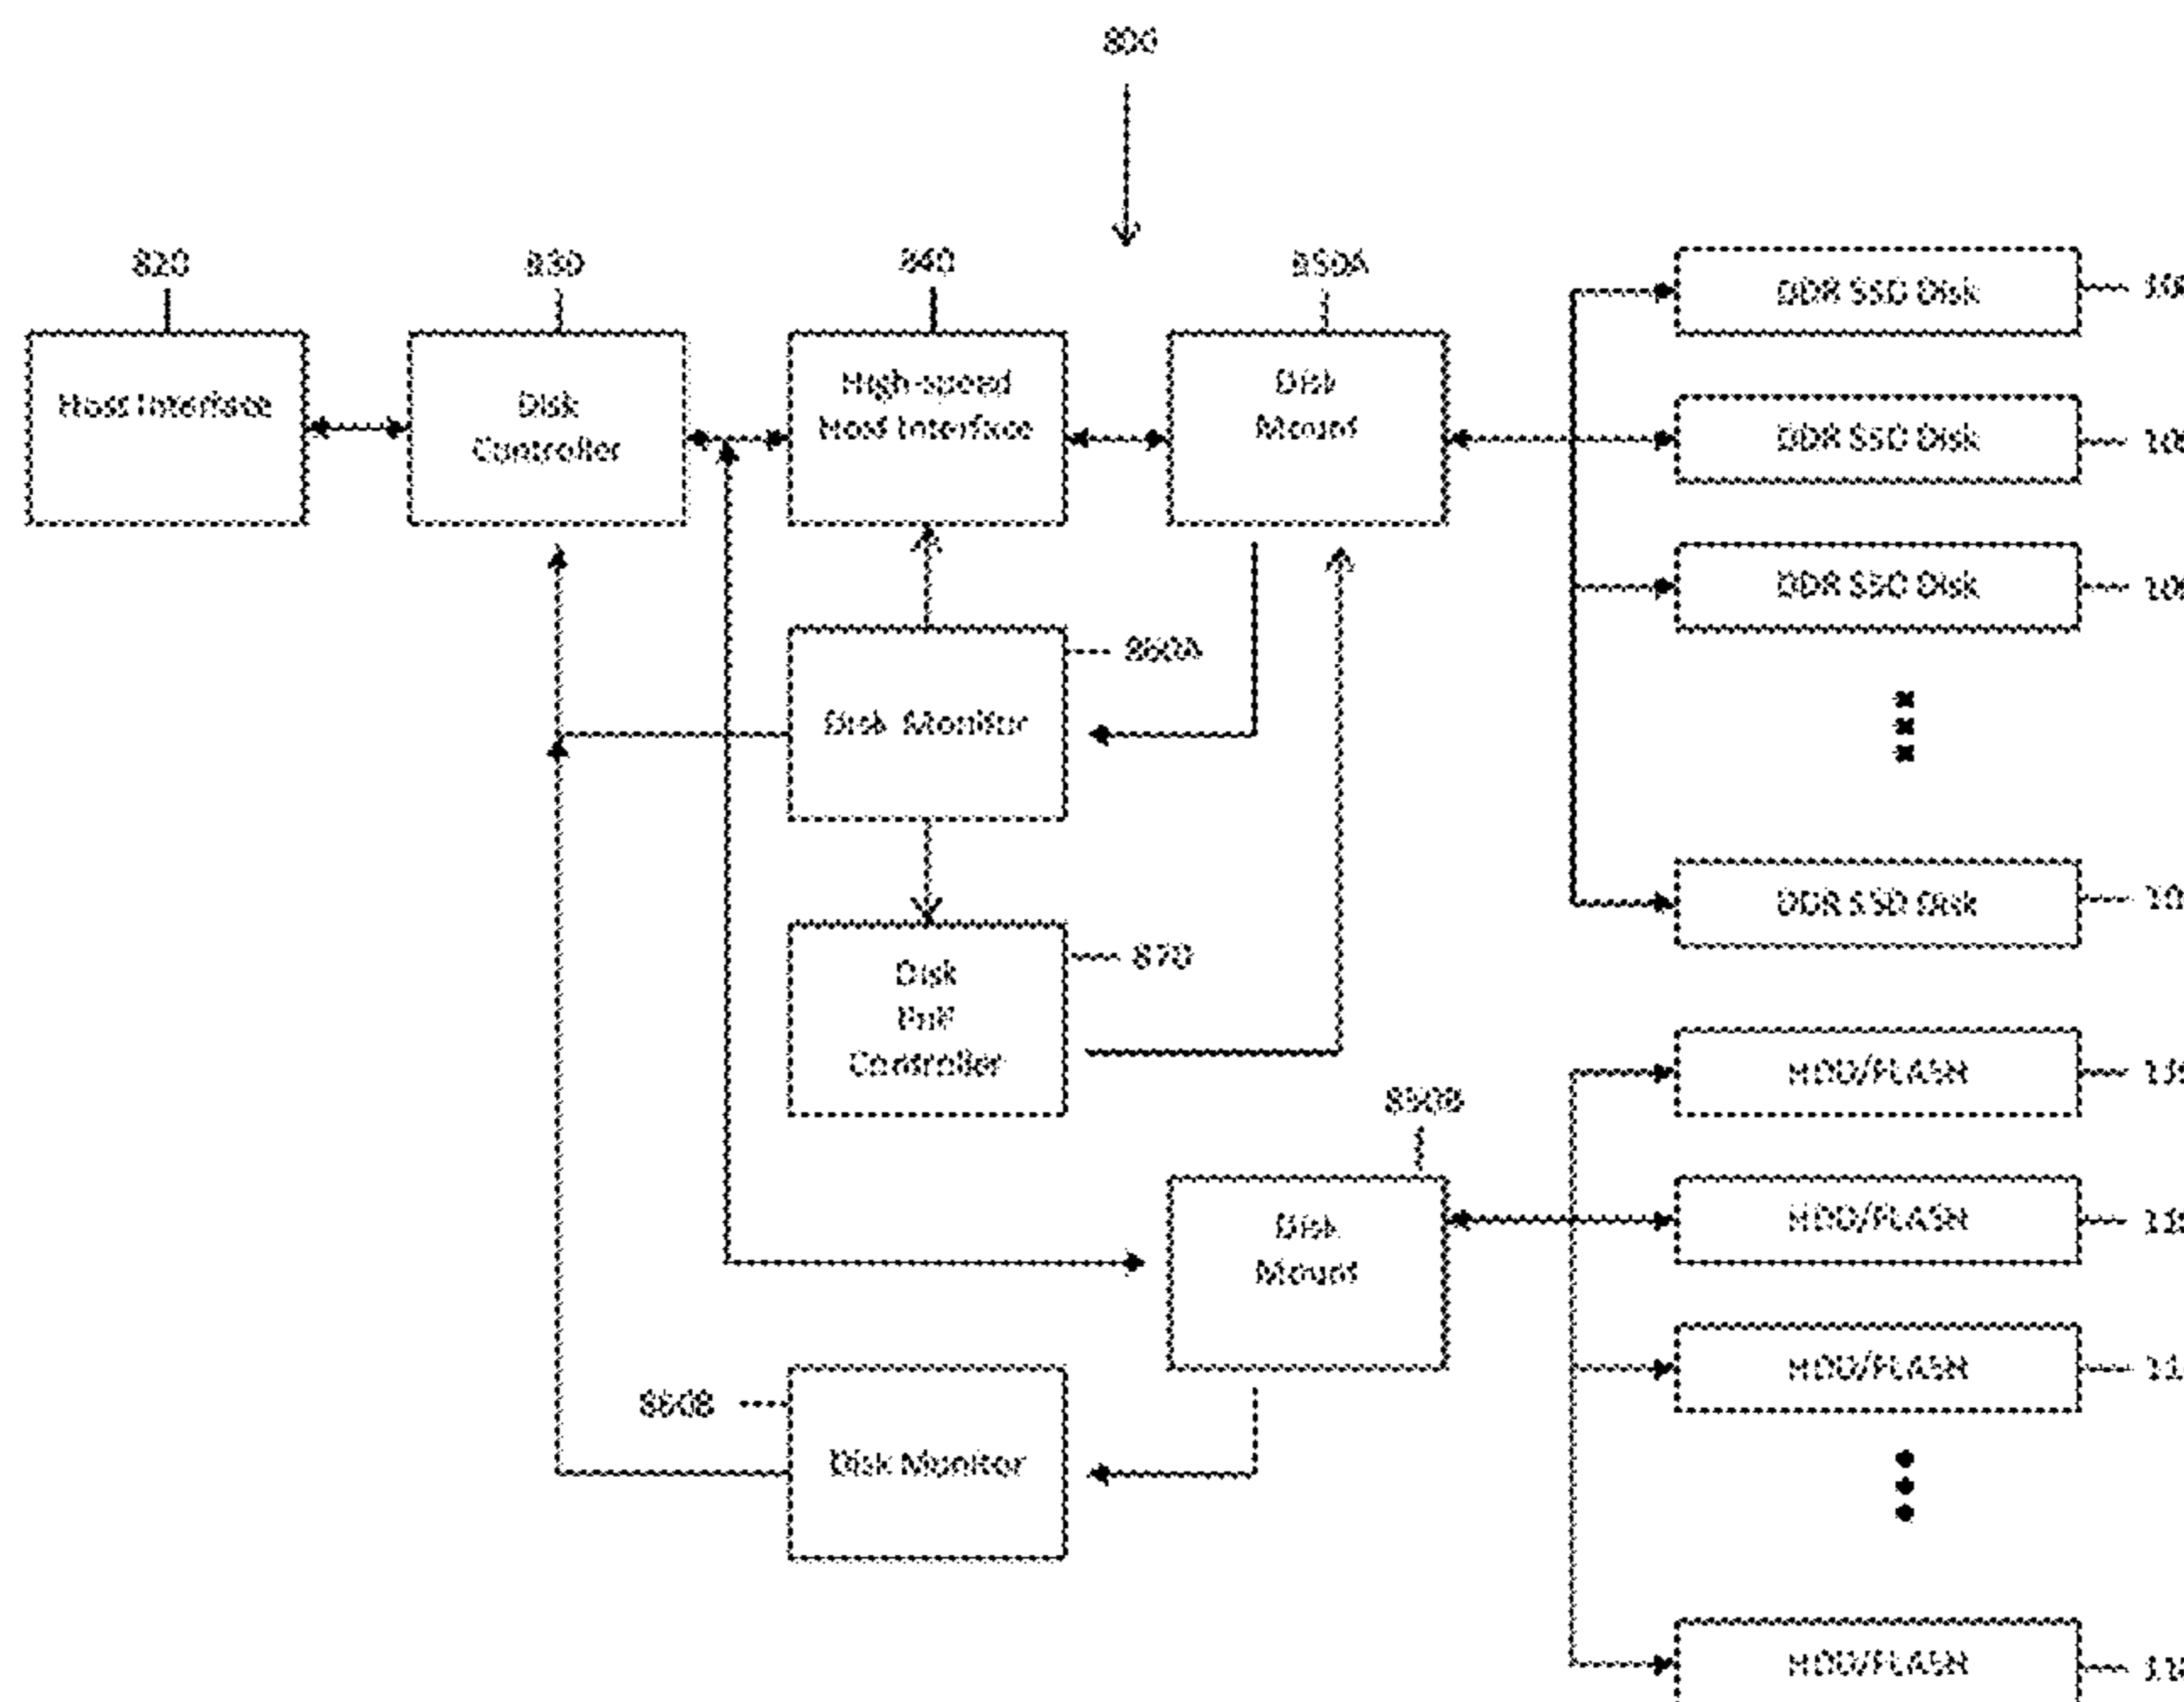 800
820
830
840
850A
Host Interface
Disk
Controller
High-speed
Host Interface
Disk
Mount
DDR SSD Disk
DDR SSD Disk
DDR SSD Disk
DDR SSD Disk
860A
Disk Monitor
870
Disk
PnP
Controller
850B
Disk
Mount
860B
Disk Monitor
HDD/FLASH
HDD/FLASH
HDD/FLASH
HDD/FLASH